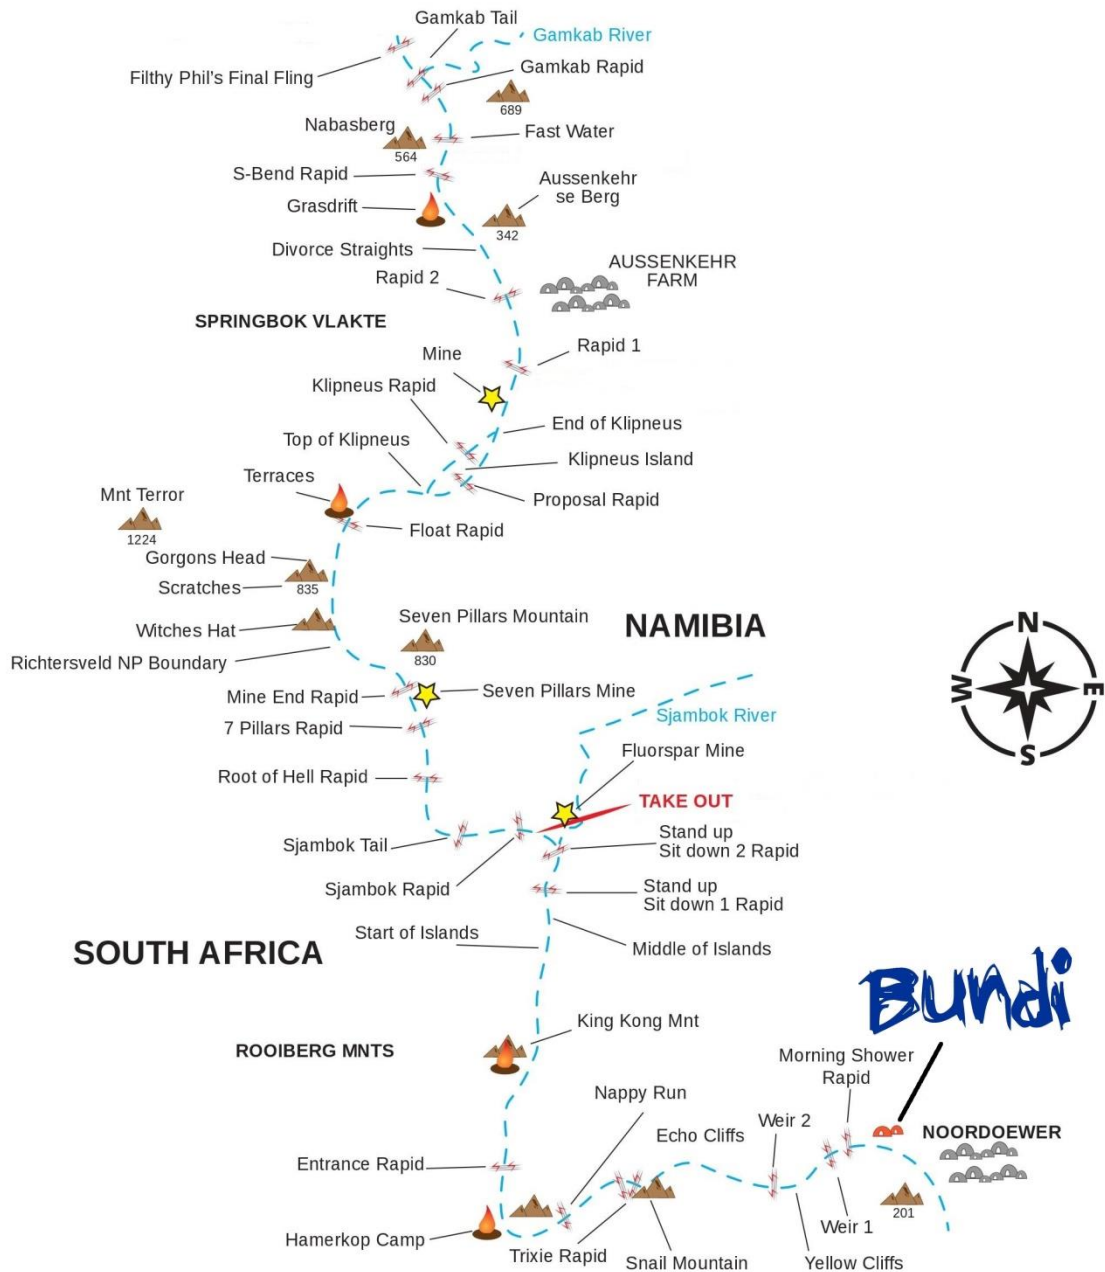 Gamkab Tail
Gamkab River
Filthy Phil's Final Fling
Gamkab Rapid
689
Nabasberg
564
Fast Water
S-Bend Rapid
Grasdrift
Aussenkehr
se Berg
342
Divorce Straights
Rapid 2
AUSSENKEHR
FARM
SPRINGBOK VLAKTE
Mine
Rapid 1
Klipneus Rapid
End of Klipneus
Top of Klipneus
Klipneus Island
Terraces
Proposal Rapid
Mnt Terror
1224
Float Rapid
Gorgons Head
Scratches
835
Witches Hat
Seven Pillars Mountain
830
NAMIBIA
N
W
E
S
Richtersveld NP Boundary
Mine End Rapid
Seven Pillars Mine
7 Pillars Rapid
Sjambok River
Root of Hell Rapid
Fluorspar Mine
TAKE OUT
Sjambok Tail
Stand up
Sit down 2 Rapid
Sjambok Rapid
Stand up
Sit down 1 Rapid
Start of Islands
Middle of Islands
SOUTH AFRICA
Bundi
King Kong Mnt
ROOIBERG MNTS
Morning Shower
Rapid
Nappy Run
Weir 2
Echo Cliffs
NOORDOEWER
Entrance Rapid
201
Hamerkop Camp
Trixie Rapid
Snail Mountain
Weir 1
Yellow Cliffs